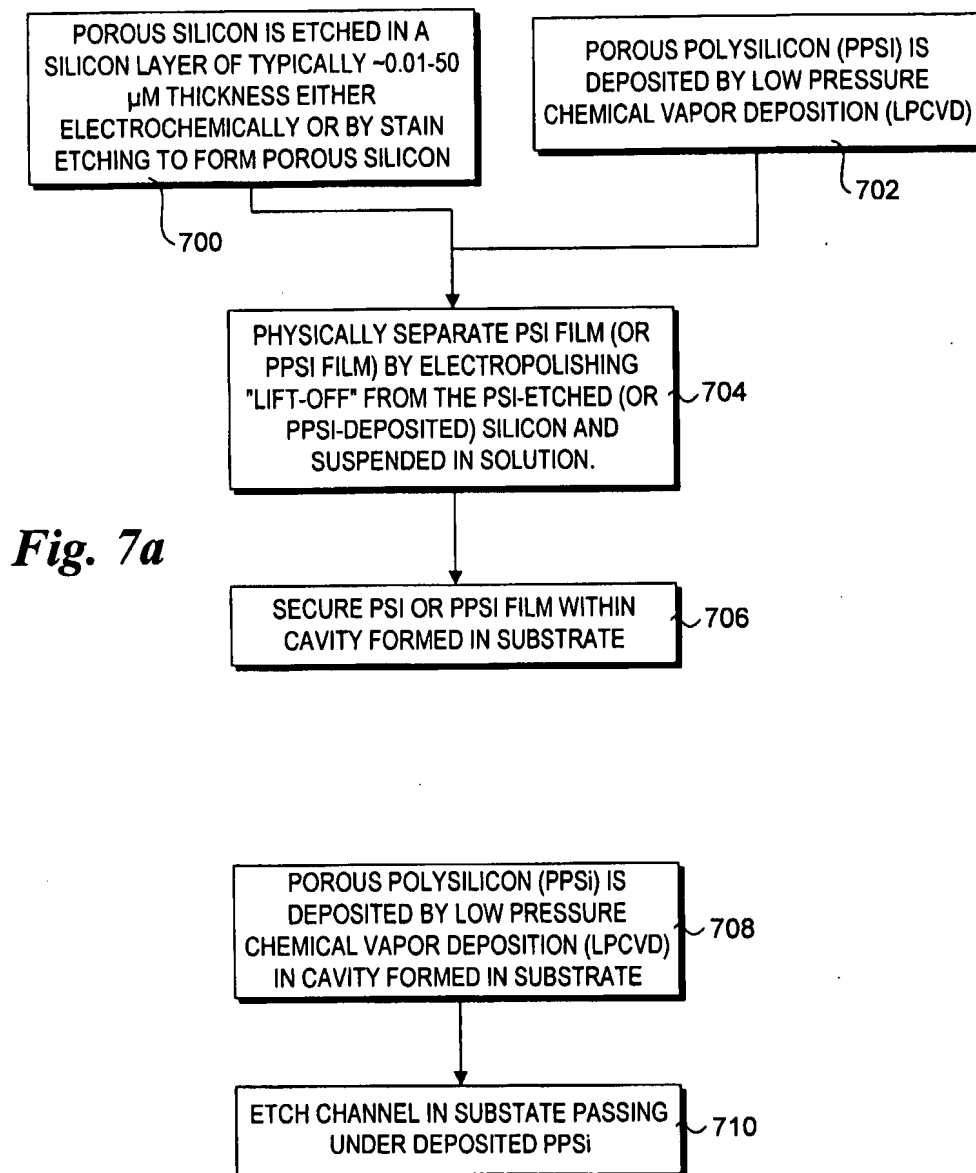 POROUS SILICON IS ETCHED IN A
SILICON LAYER OF TYPICALLY ~0.01-50
µM THICKNESS EITHER
ELECTROCHEMICALLY OR BY STAIN
ETCHING TO FORM POROUS SILICON
700
POROUS POLYSILICON (PPSI) IS
DEPOSITED BY LOW PRESSURE
CHEMICAL VAPOR DEPOSITION (LPCVD)
702
PHYSICALLY SEPARATE PSI FILM (OR
PPSI FILM) BY ELECTROPOLISHING
"LIFT-OFF" FROM THE PSI-ETCHED (OR
PPSI-DEPOSITED) SILICON AND
SUSPENDED IN SOLUTION.
704
Fig. 7a
SECURE PSI OR PPSI FILM WITHIN
CAVITY FORMED IN SUBSTRATE
706
POROUS POLYSILICON (PPSi) IS
DEPOSITED BY LOW PRESSURE
CHEMICAL VAPOR DEPOSITION (LPCVD)
IN CAVITY FORMED IN SUBSTRATE
708
ETCH CHANNEL IN SUBSTATE PASSING
UNDER DEPOSITED PPSi
710